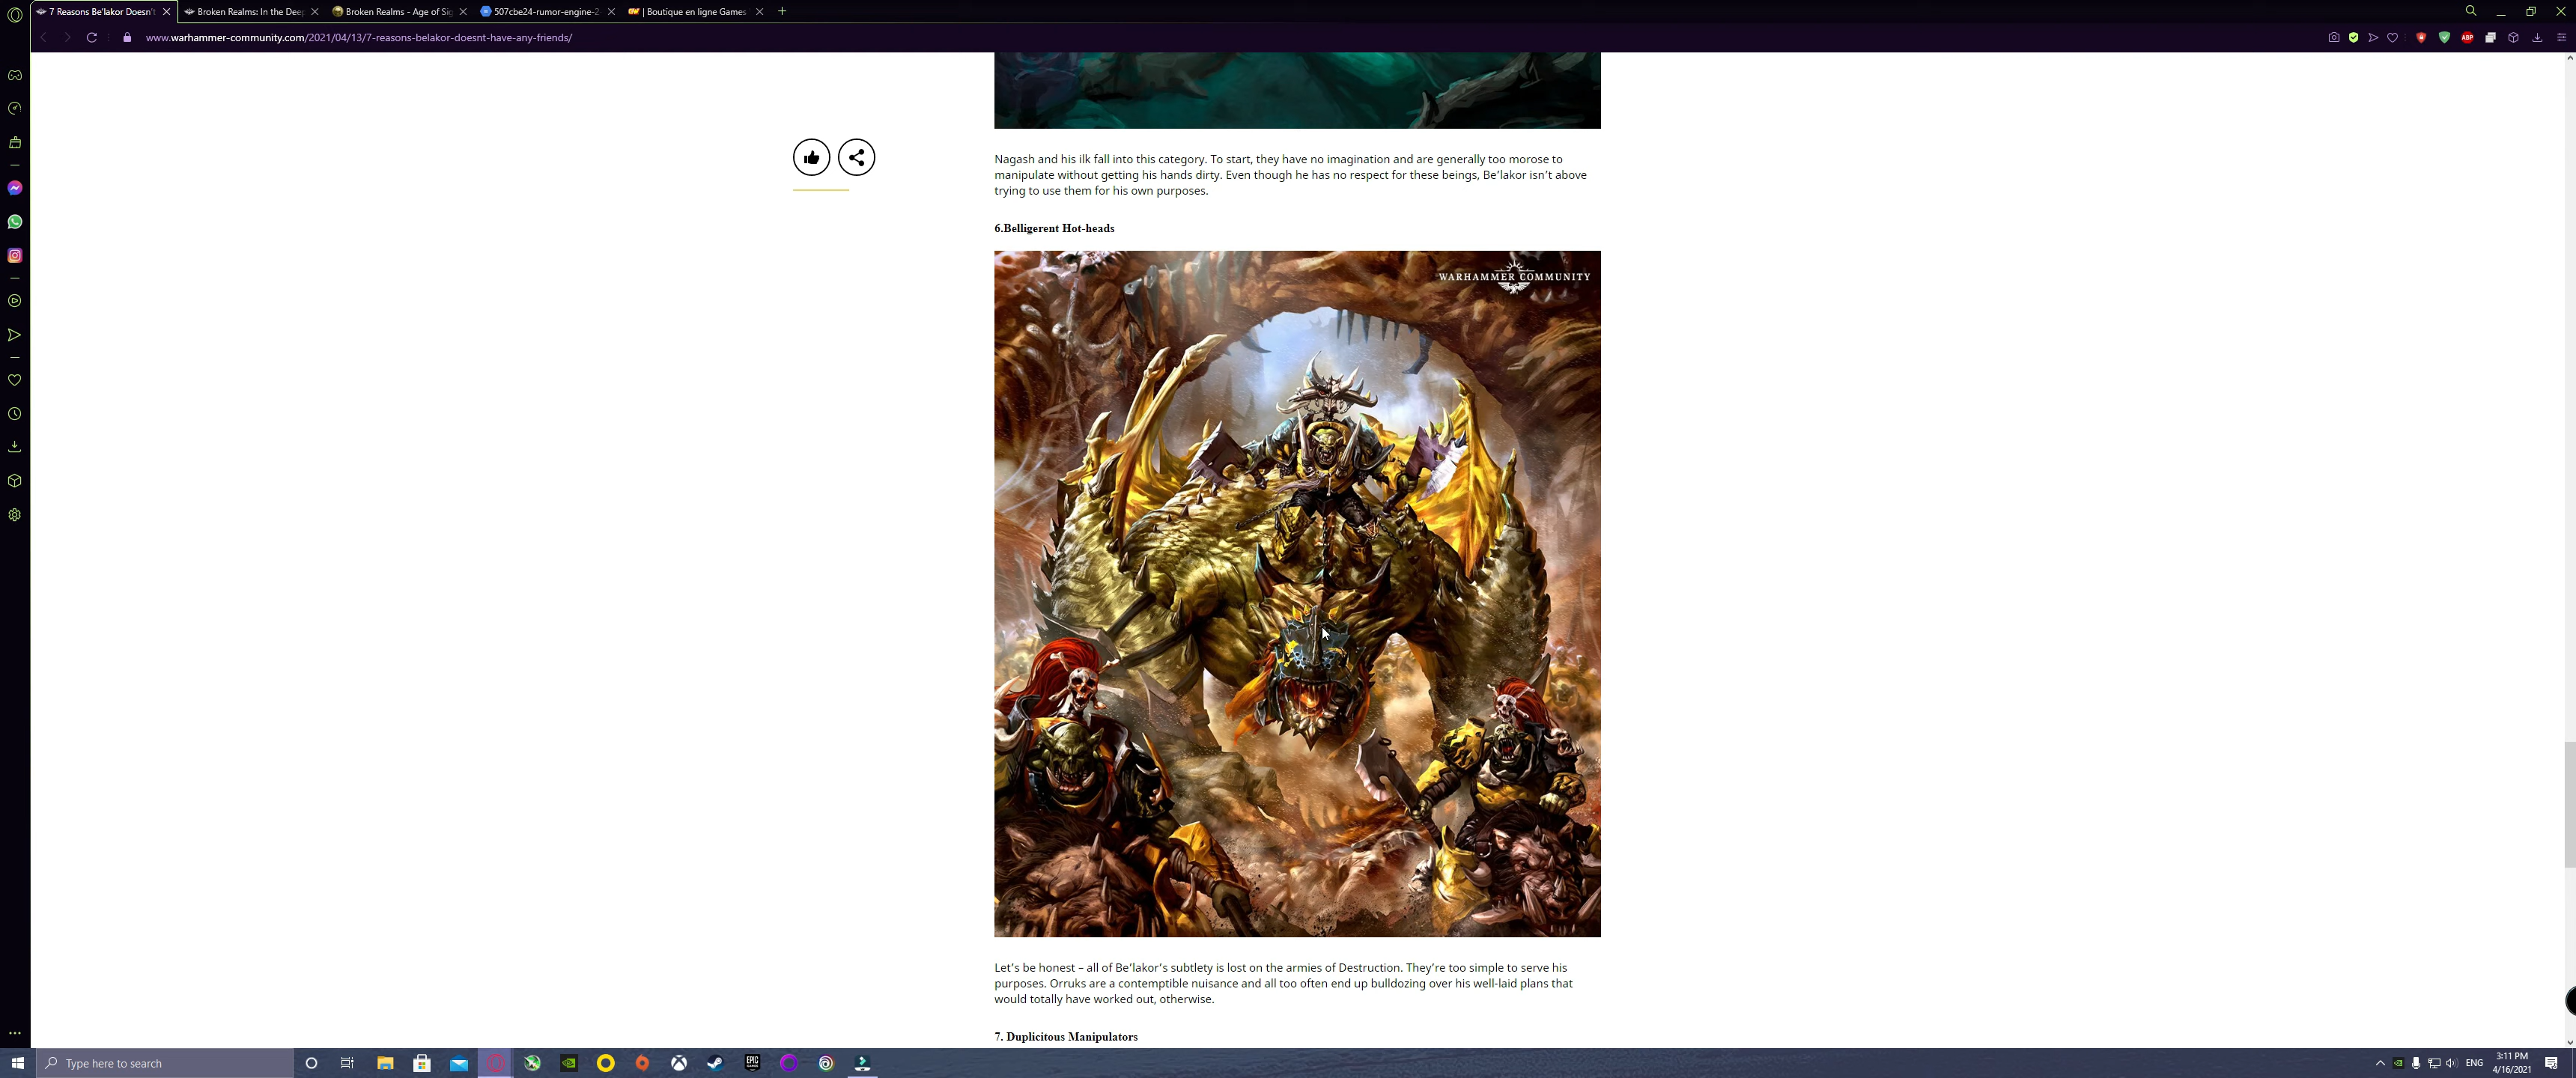 7 Reasons Be'lakor Doesn't
Broken Realms: In the Deep
Broken Realms - Age of Sig
507cbe24-rumor-engine-2
| Boutique en ligne Games
www.warhammer-community.com/2021/04/13/7-reasons-belakor-doesnt-have-any-friends/
ABP
Nagash and his ilk fall into this category. To start, they have no imagination and are generally too morose to
manipulate without getting his hands dirty. Even though he has no respect for these beings, Be'lakor isn't above
trying to use them for his own purposes.
6.Belligerent Hot-heads
WARHAMMER COMMUNITY
Let's be honest – all of Be'lakor's subtlety is lost on the armies of Destruction. They're too simple to serve his
purposes. Orruks are a contemptible nuisance and all too often end up bulldozing over his well-laid plans that
would totally have worked out, otherwise.
7. Duplicitous Manipulators
Type here to search
EPIC
GAMES
ENG
3:11 PM
4/16/2021